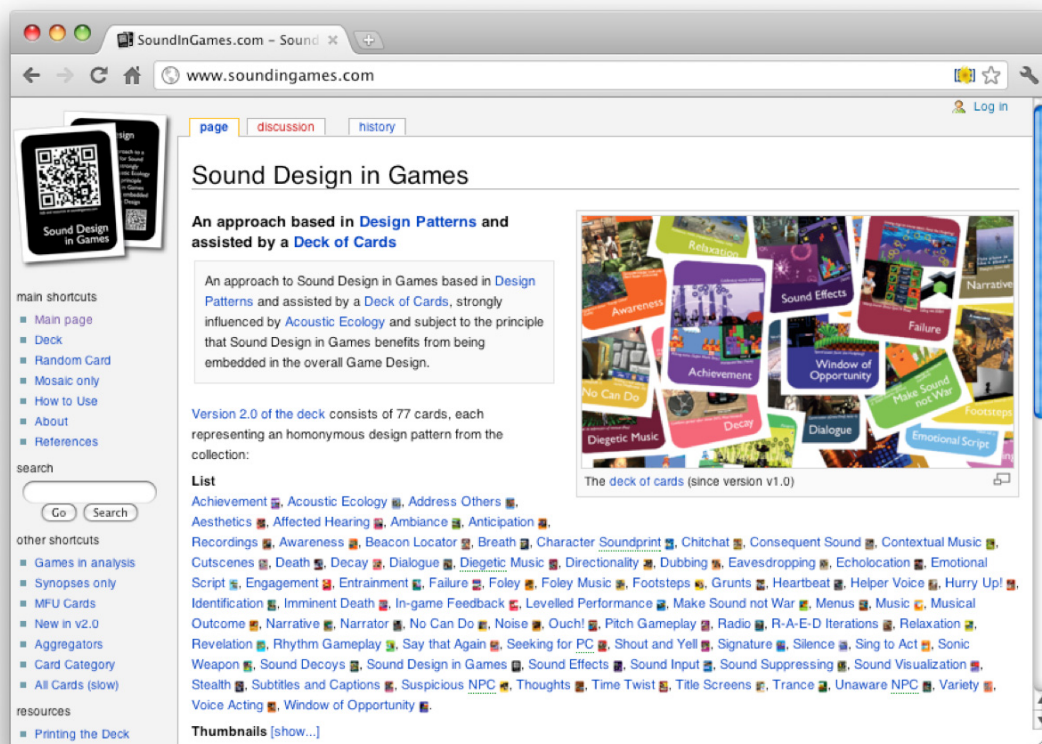 SoundInGames.com – Sound
www.soundingames.com
Log in
page
discussion
history
Sound Design
in Games
Sound Design in Games
An approach based in Design Patterns and
assisted by a Deck of Cards
An approach to Sound Design in Games based in Design
Patterns and assisted by a Deck of Cards, strongly
influenced by Acoustic Ecology and subject to the principle
that Sound Design in Games benefits from being
embedded in the overall Game Design.
Version 2.0 of the deck consists of 77 cards, each
representing an homonymous design pattern from the
collection:
Relaxation
Awareness
Sound Effects
Narrative
Failure
Achievement
Window of
Opportunity
No Can Do
Make Sound
not War
Footsteps
Diegetic Music
Decay
Dialogue
Emotional Script
The deck of cards (since version v1.0)
List
Achievement, Acoustic Ecology, Address Others,
Aesthetics, Affected Hearing, Ambiance, Anticipation,
Recordings, Awareness, Beacon Locator, Breath, Character Soundprint, Chitchat, Consequent Sound, Contextual Music,
Cutscenes, Death, Decay, Dialogue, Diegetic Music, Directionality, Dubbing, Eavesdropping, Echolocation, Emotional
Script, Engagement, Entrainment, Failure, Foley, Foley Music, Footsteps, Grunts, Heartbeat, Helper Voice, Hurry Up!,
Identification, Imminent Death, In-game Feedback, Levelled Performance, Make Sound not War, Menus, Music, Musical
Outcome, Narrative, Narrator, No Can Do, Noise, Ouch!, Pitch Gameplay, Radio, R-A-E-D Iterations, Relaxation,
Revelation, Rhythm Gameplay, Say that Again, Seeking for PC, Shout and Yell, Signature, Silence, Sing to Act, Sonic
Weapon, Sound Decoys, Sound Design in Games, Sound Effects, Sound Input, Sound Suppressing, Sound Visualization,
Stealth, Subtitles and Captions, Suspicious NPC, Thoughts, Time Twist, Title Screens, Trance, Unaware NPC, Variety,
Voice Acting, Window of Opportunity.
Thumbnails [show...]
main shortcuts
Main page
Deck
Random Card
Mosaic only
How to Use
About
References
search
Go
Search
other shortcuts
Games in analysis
Synopses only
MFU Cards
New in v2.0
Aggregators
Card Category
All Cards (slow)
resources
Printing the Deck